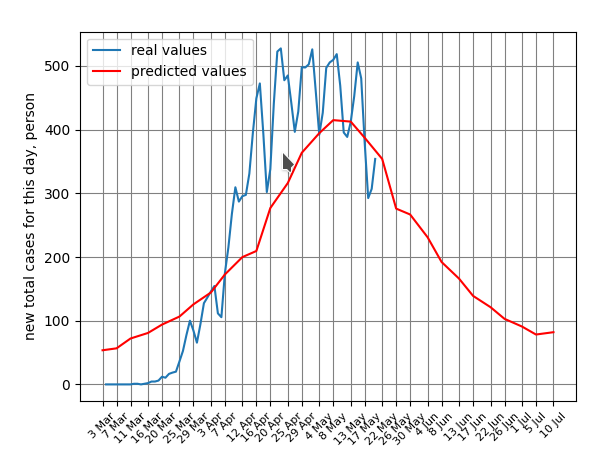 real values
predicted values
new total cases for this day, person
500
400
300
200
100
0
3 Mar
7 Mar
11 Mar
16 Mar
20 Mar
25 Mar
29 Mar
3 Apr
7 Apr
12 Apr
16 Apr
20 Apr
25 Apr
29 Apr
4 May
8 May
13 May
17 May
22 May
26 May
30 May
4 Jun
8 Jun
13 Jun
17 Jun
22 Jun
26 Jun
1 Jul
5 Jul
10 Jul